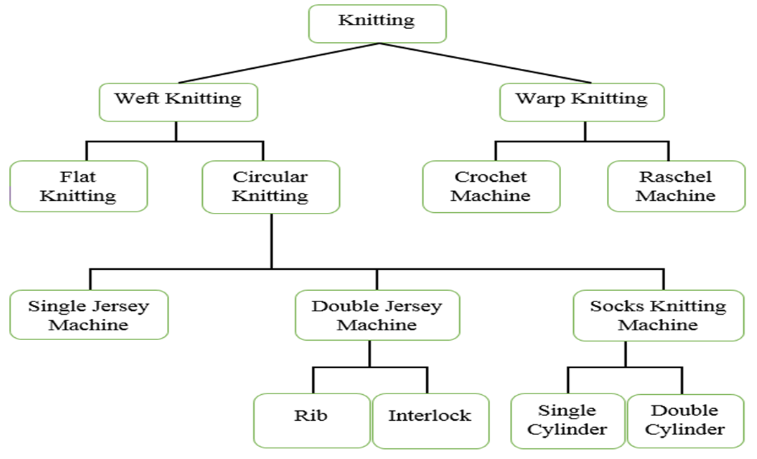 Knitting
Weft Knitting
Warp Knitting
Flat
Knitting
Circular
Knitting
Crochet
Machine
Raschel
Machine
Single Jersey
Machine
Double Jersey
Machine
Socks Knitting
Machine
Rib
Interlock
Single
Cylinder
Double
Cylinder